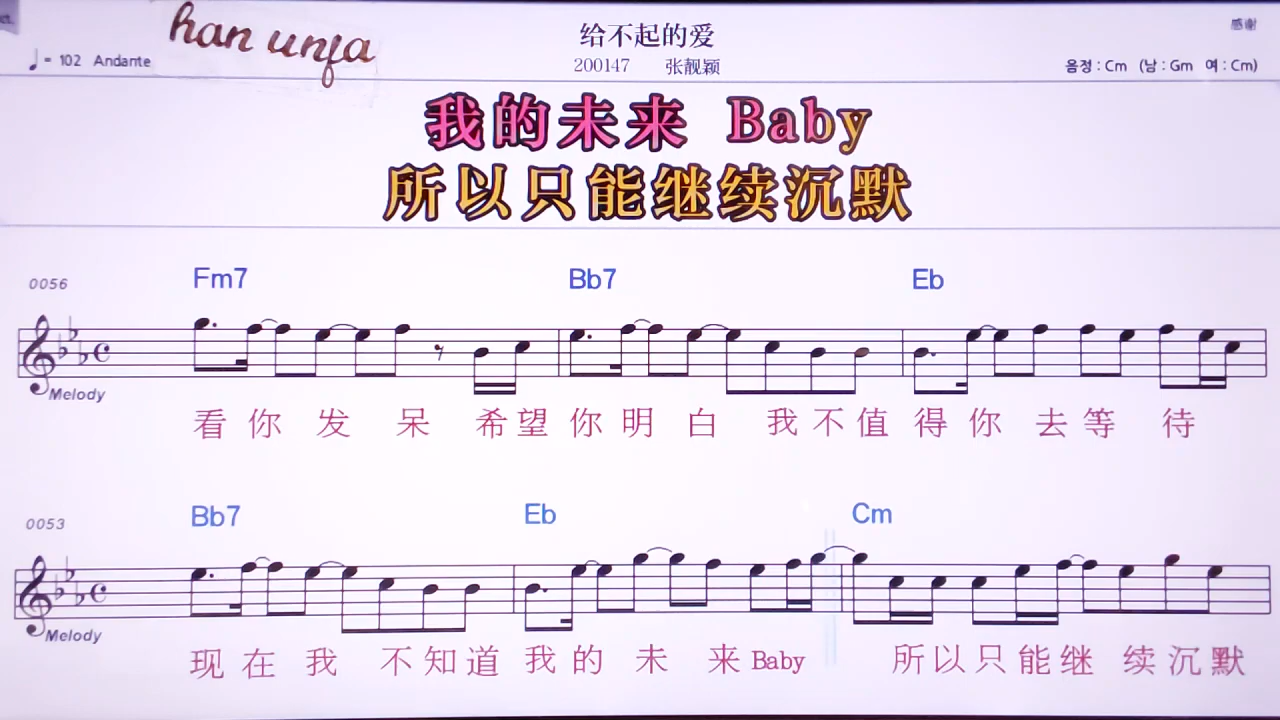 han unfa
给不起的爱
感谢
= 102 Andante
200147 张靓颖
음정 : Cm (남 : Gm 여 : Cm)
我的未来 Baby
所以只能继续沉默
0056
Fm7 Bb7 Eb
Melody
看你发呆希望你明白我不值得你去等待
0053
Bb7 Eb Cm
Melody
现在我不知道我的未来Baby 所以只能继续沉默